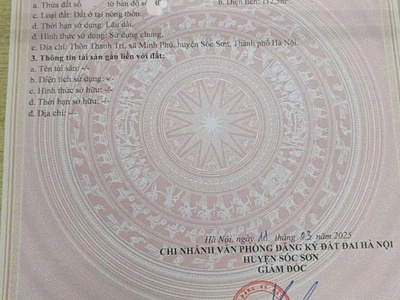 a. Thửa đất số tờ bản đồ số b. Diện tích: 112,5m
c. Loại đất: Đất ở tại nông thôn.
d. Thời hạn sử dụng: Lâu dài.
đ. Hình thức sử dụng: Sử dụng chung.
e. Địa chỉ: Thôn Thanh Trí, xã Minh Phú, huyện Sóc Sơn, Thành phố Hà Nội.
3. Thông tin tài sản gắn liền với đất:
a. Tên tài sản: -/-
b. Diện tích sử dụng: -/-
c. Hình thức sở hữu: -/-
d. Thời hạn sở hữu: -/-
đ. Địa chỉ: -/-
Hà Nội, ngày 11 tháng 03 năm 2025
CHI NHÁNH VĂN PHÒNG ĐĂNG KÝ ĐẤT ĐAI HÀ NỘI
HUYỆN SÓC SƠN
GIÁM ĐỐC